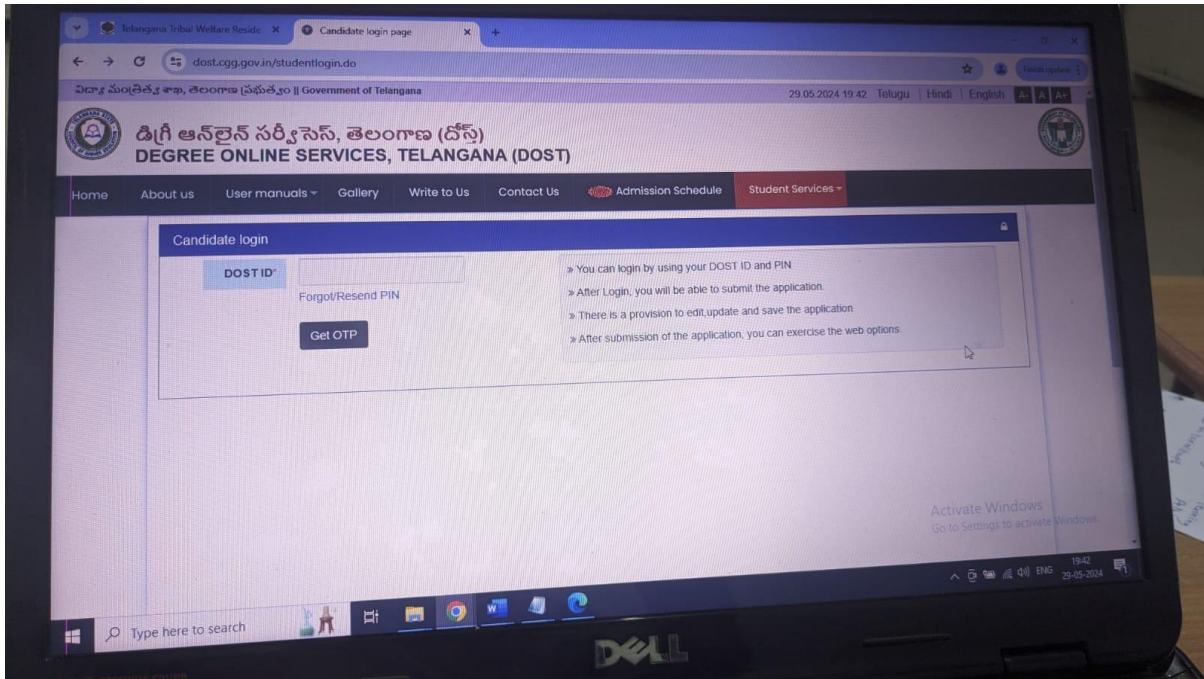 Telangana Tribal Welfare Reside
Candidate login page
dost.cgg.gov.in/studentlogin.do
విద్యా మంత్రిత్వ శాఖ, తెలంగాణ ప్రభుత్వం || Government of Telangana
29.05.2024 19:42 Telugu Hindi English A- A A+
డిగ్రీ ఆన్‌లైన్ సర్వీసెస్, తెలంగాణ (దోస్త్)
DEGREE ONLINE SERVICES, TELANGANA (DOST)
Home About us User manuals Gallery Write to Us Contact Us Admission Schedule Student Services
Candidate login
DOST ID*
Forgot/Resend PIN
Get OTP
» You can login by using your DOST ID and PIN
» After Login, you will be able to submit the application.
» There is a provision to edit,update and save the application
» After submission of the application, you can exercise the web options.
Activate Windows
Go to Settings to activate Windows.
Type here to search
ENG
19:42
29-05-2024
DELL